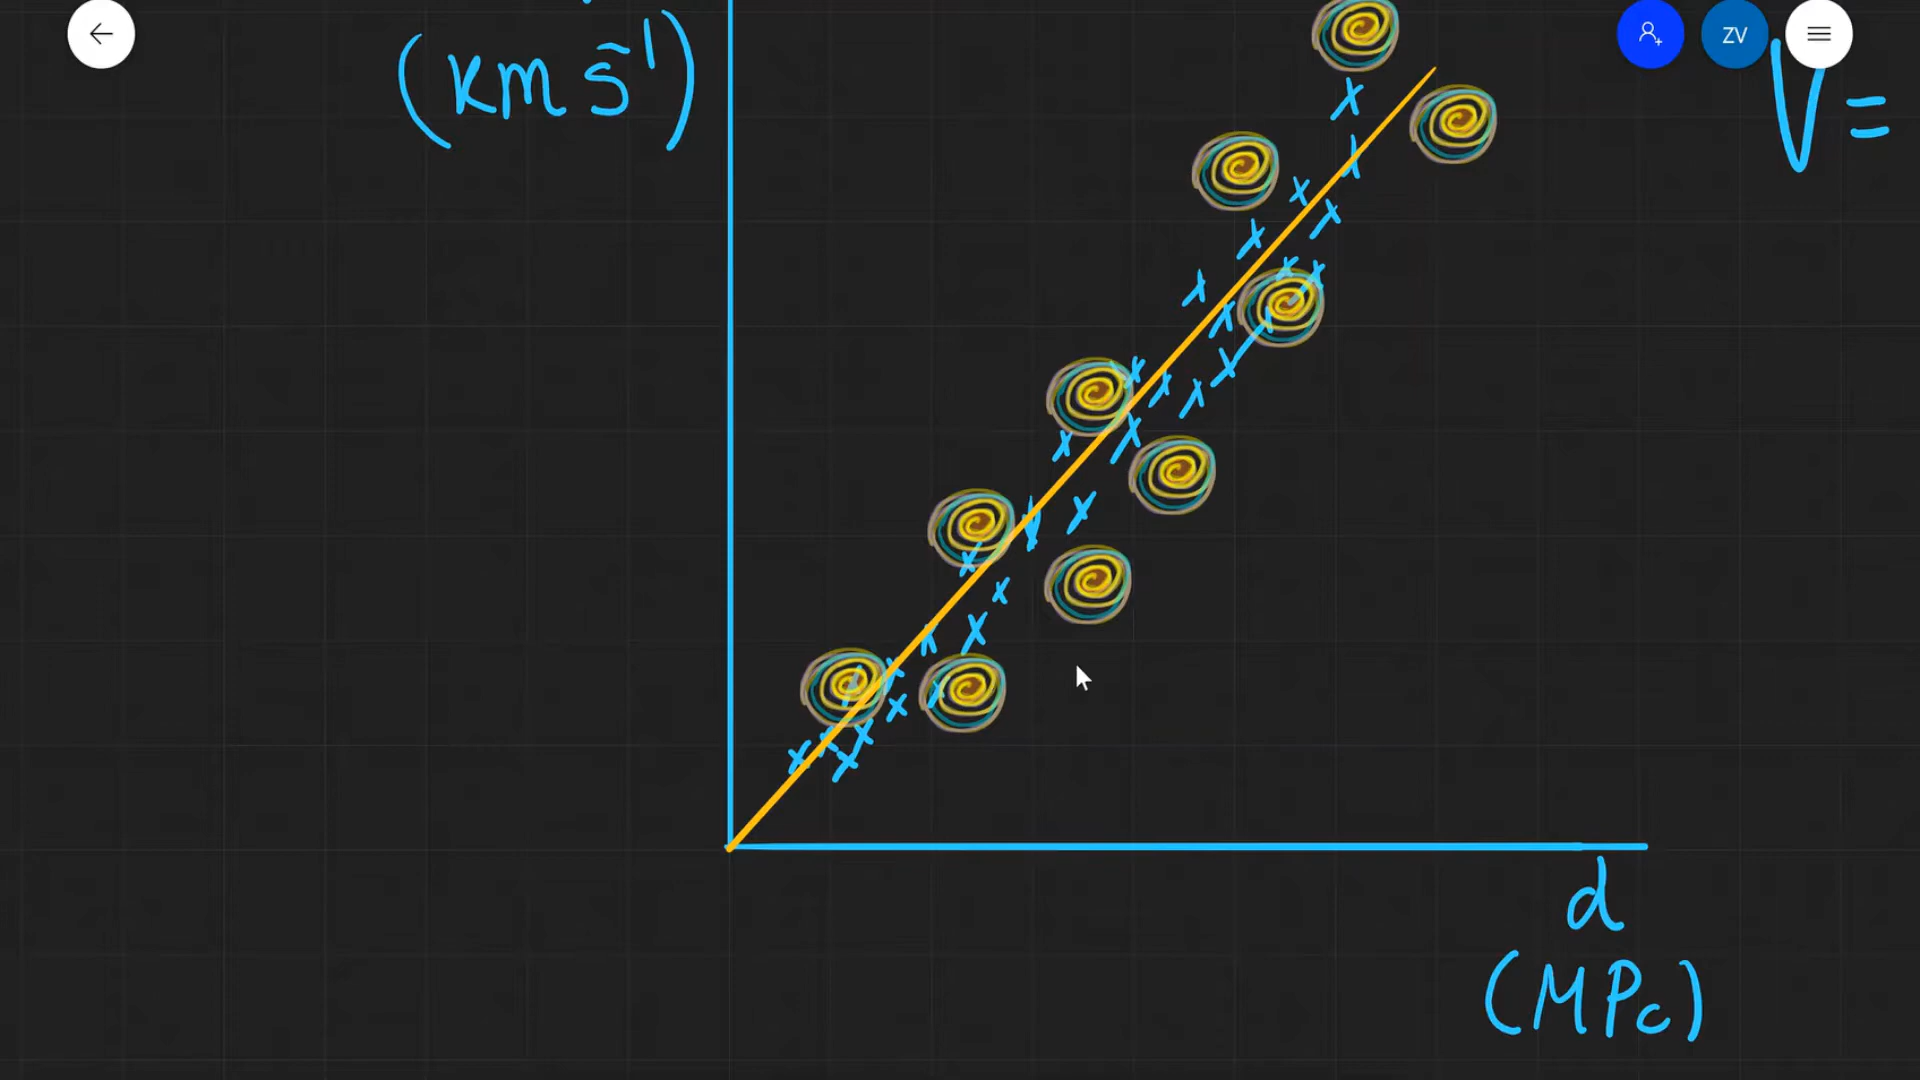 (km s⁻¹)
ZV
V =
d
(MPc)